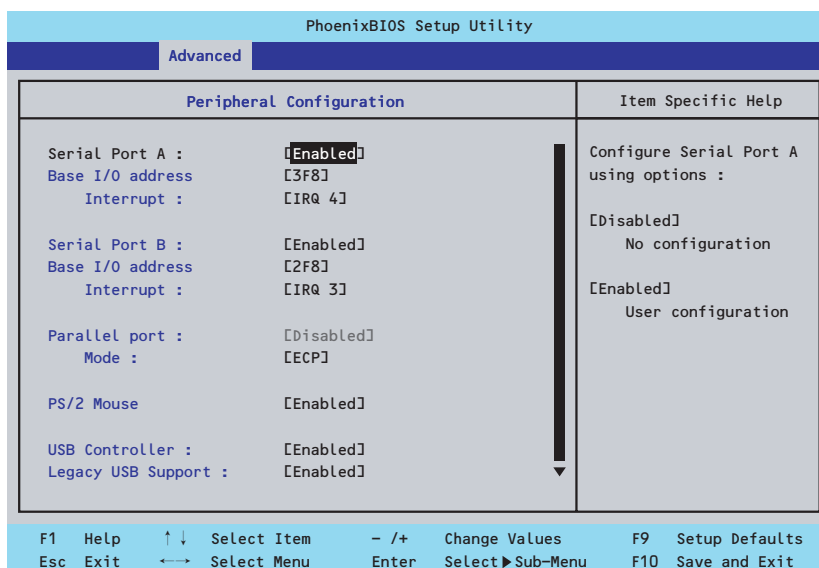 PhoenixBIOS Setup Utility
Advanced
Peripheral Configuration
Item Specific Help
Serial Port A : [Enabled]
Base I/O address [3F8]
Interrupt : [IRQ 4]
Serial Port B : [Enabled]
Base I/O address [2F8]
Interrupt : [IRQ 3]
Parallel port : [Disabled]
Mode : [ECP]
PS/2 Mouse [Enabled]
USB Controller : [Enabled]
Legacy USB Support : [Enabled]
Configure Serial Port A
using options :
[Disabled]
No configuration
[Enabled]
User configuration
F1 Help ↑↓ Select Item - /+ Change Values F9 Setup Defaults
Esc Exit ←→ Select Menu Enter Select▶Sub-Menu F10 Save and Exit